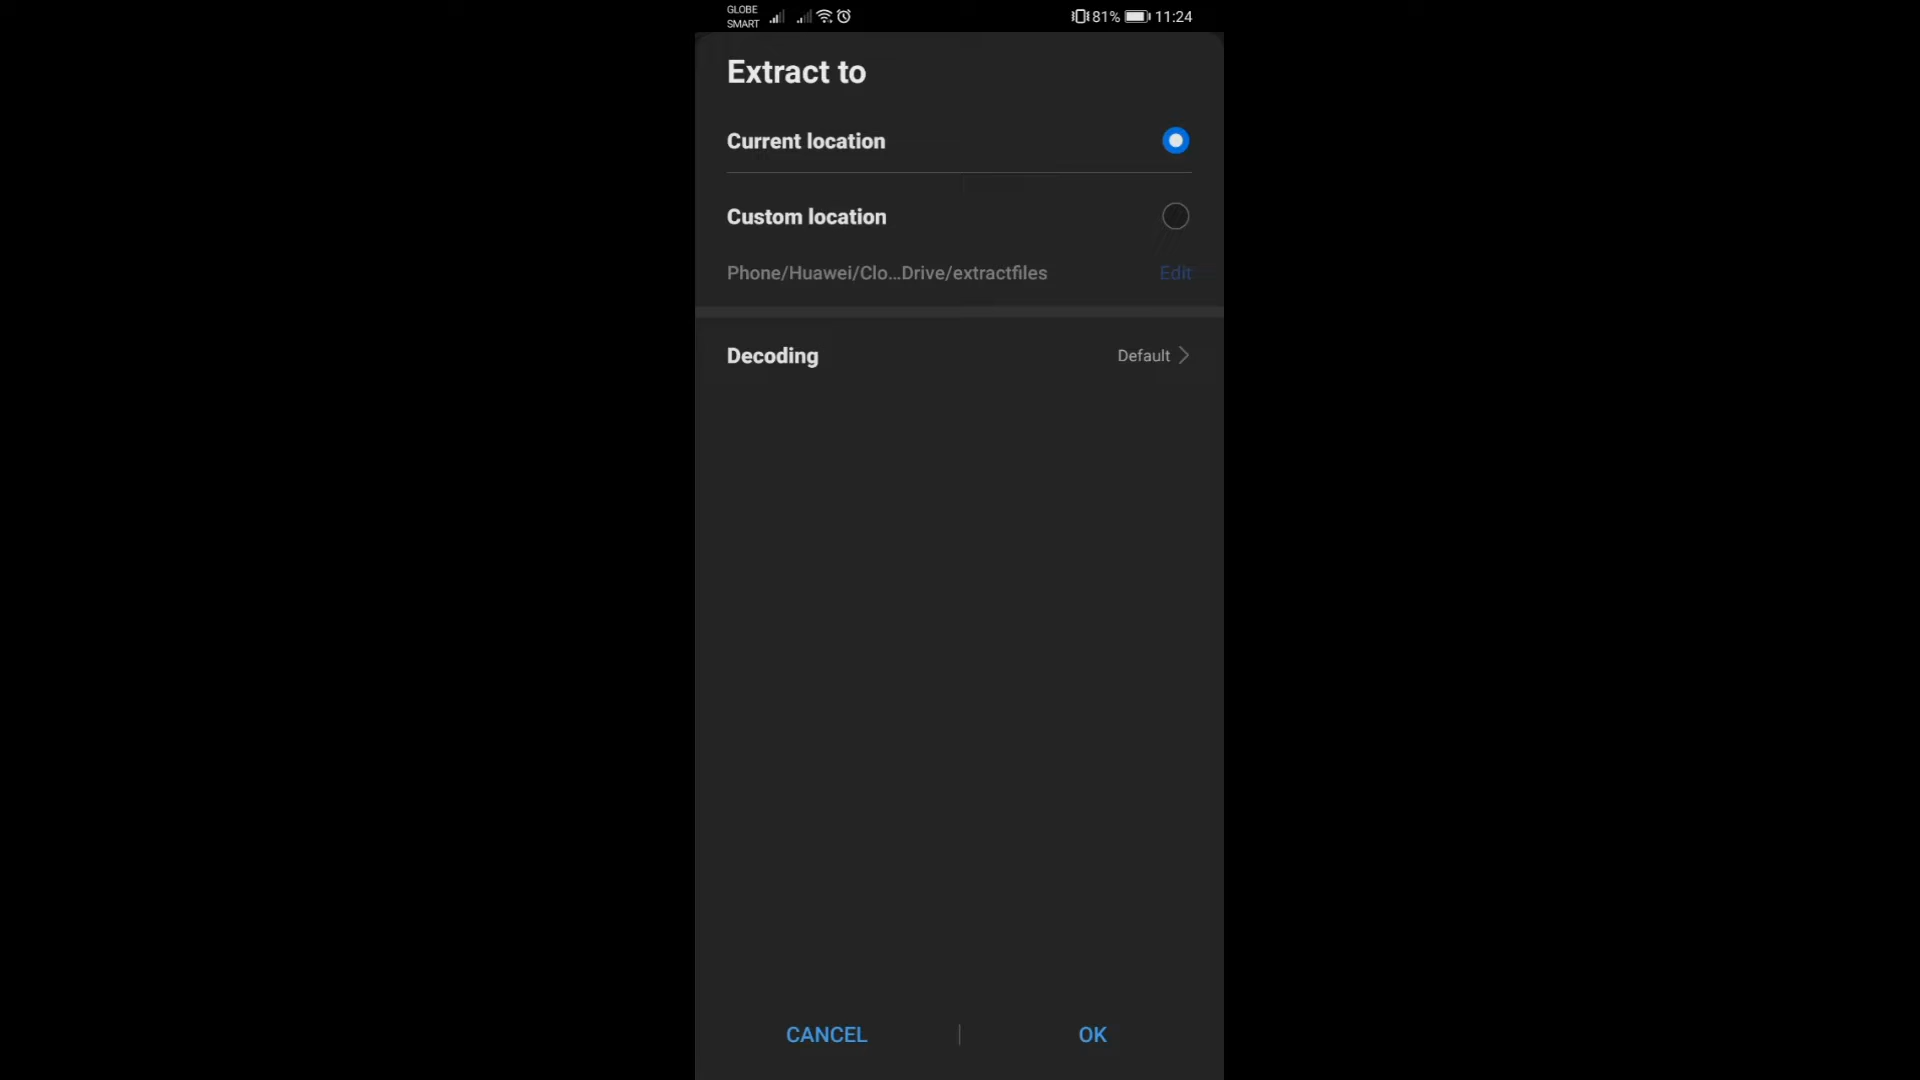 GLOBE
SMART
81% 11:24
Extract to
Current location
Custom location
Phone/Huawei/Clo...Drive/extractfiles Edit
Decoding Default
CANCEL OK